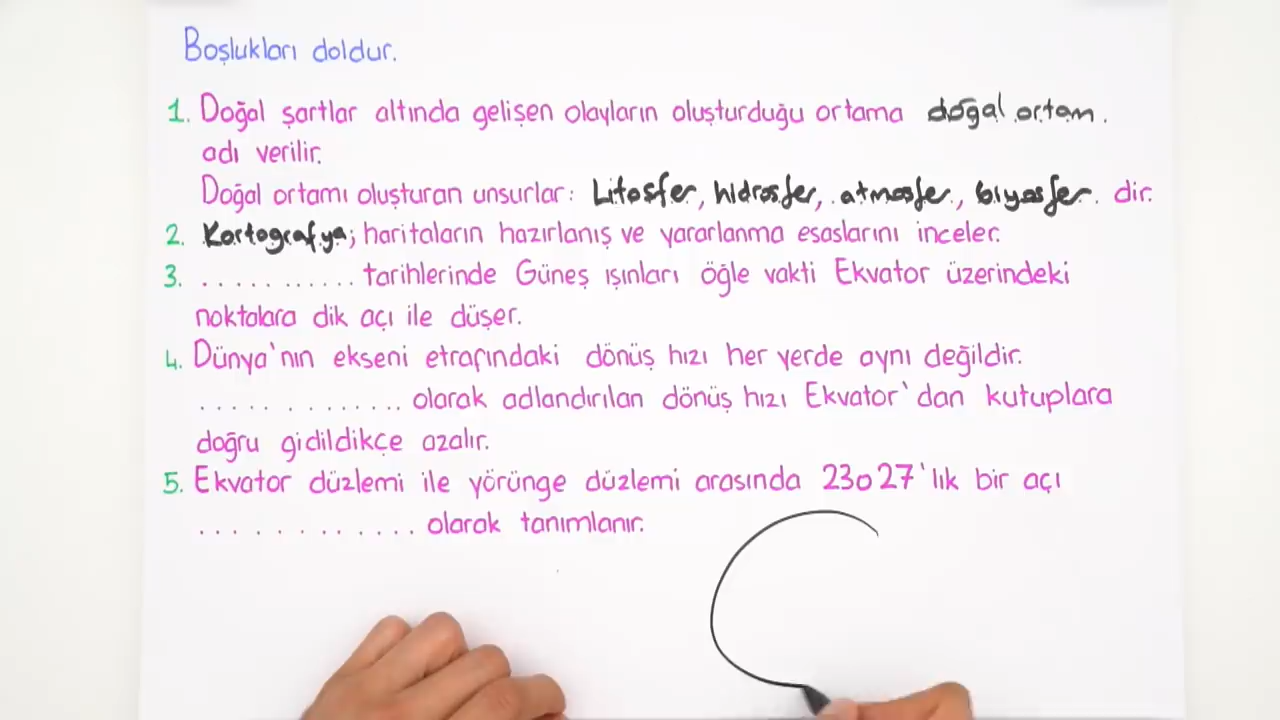 Boşlukları doldur.
1. Doğal şartlar altında gelişen olayların oluşturduğu ortama doğal ortam.
adı verilir.
Doğal ortamı oluşturan unsurlar: Litosfer, hidrosfer, atmosfer, biyosfer. dir.
2. Kartografya; haritaların hazırlanış ve yararlanma esaslarını inceler.
3. ........... tarihlerinde Güneş ışınları öğle vakti Ekvator üzerindeki
noktalara dik açı ile düşer.
4. Dünya'nın ekseni etrafındaki dönüş hızı her yerde aynı değildir.
.............. olarak adlandırılan dönüş hızı Ekvator'dan kutuplara
doğru gidildikçe azalır.
5. Ekvator düzlemi ile yörünge düzlemi arasında 23o27'lık bir açı
............. olarak tanımlanır.